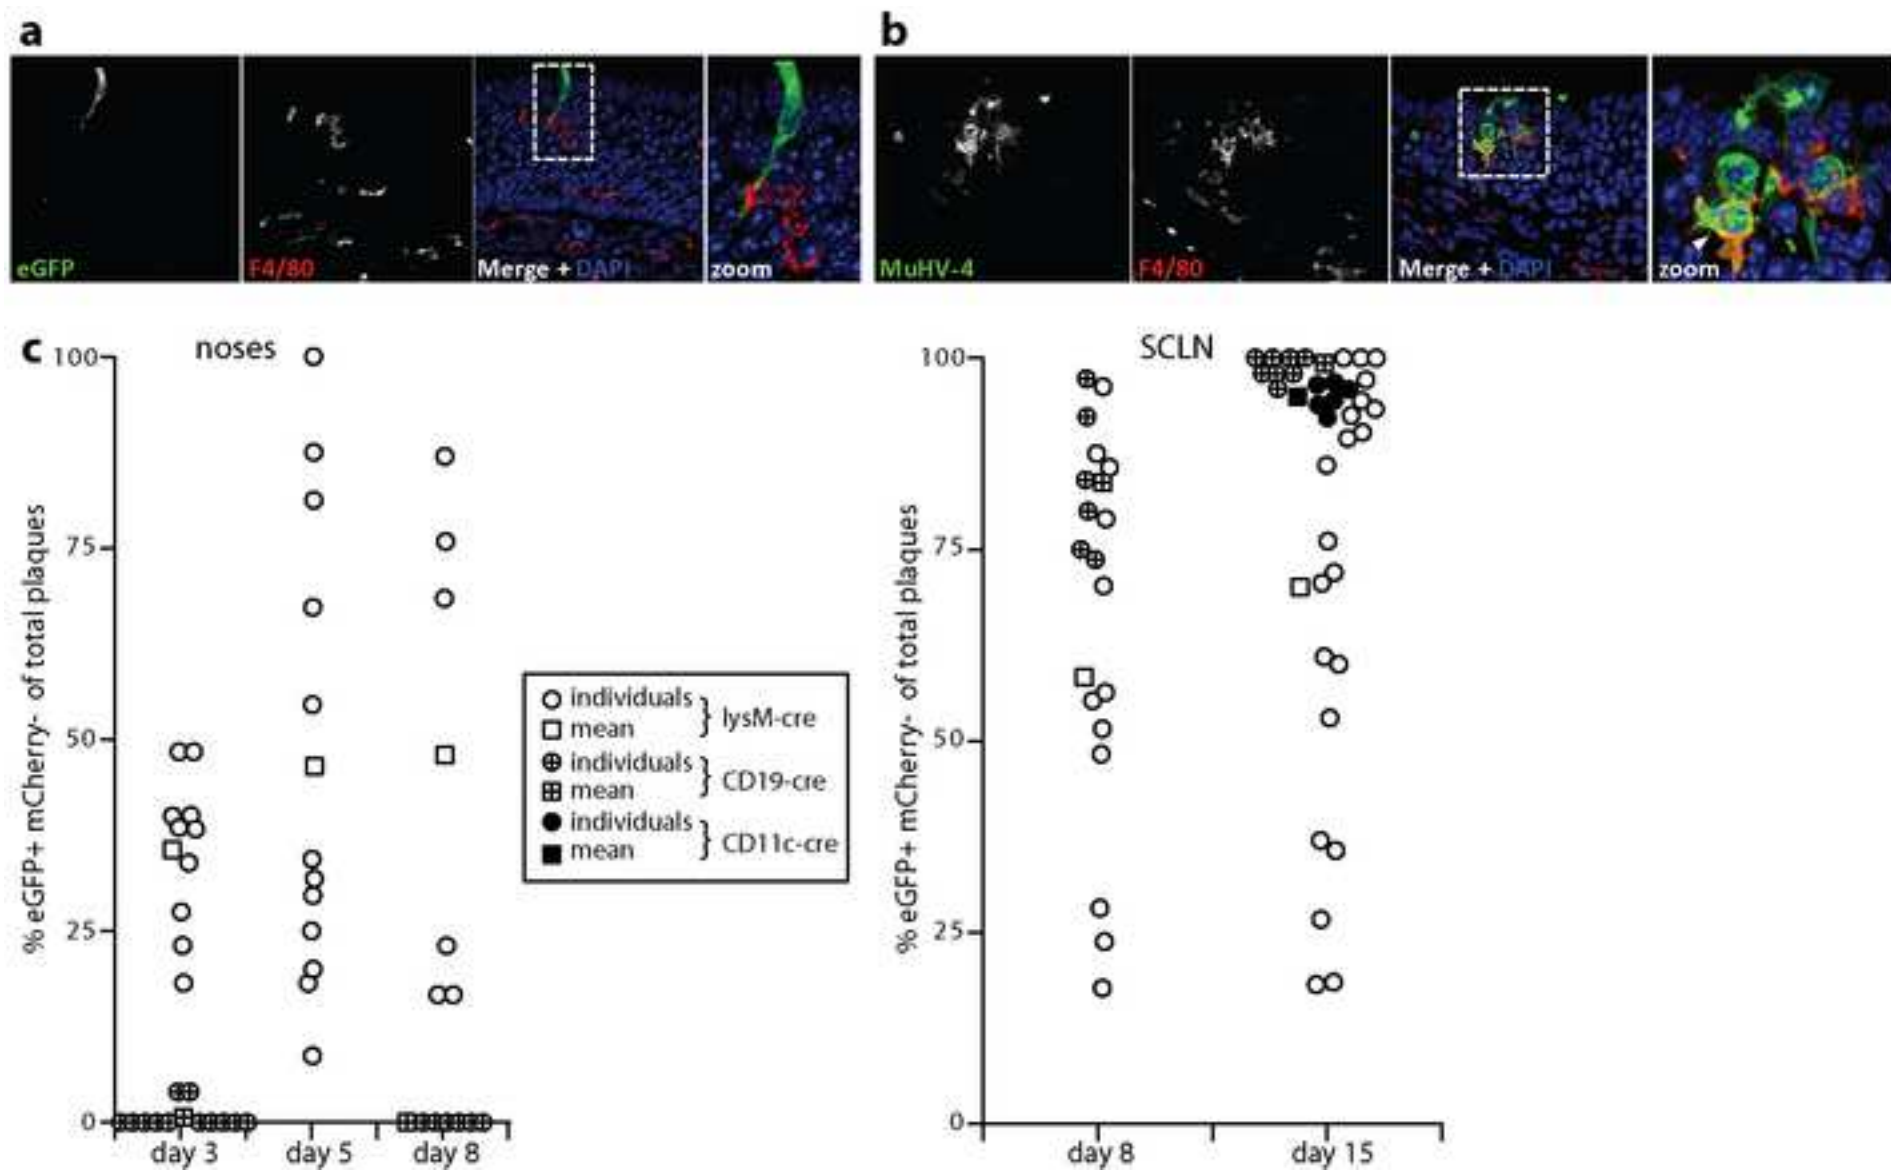 a
b
eGFP
F4/80
Merge + DAPI
zoom
MuHV-4
F4/80
Merge + DAPI
zoom
c
noses
% eGFP+ mCherry- of total plaques
100
75
50
25
0
day 3
day 5
day 8
individuals
mean
lysM-cre
individuals
mean
CD19-cre
individuals
mean
CD11c-cre
SCLN
% eGFP+ mCherry- of total plaques
100
75
50
25
0
day 8
day 15